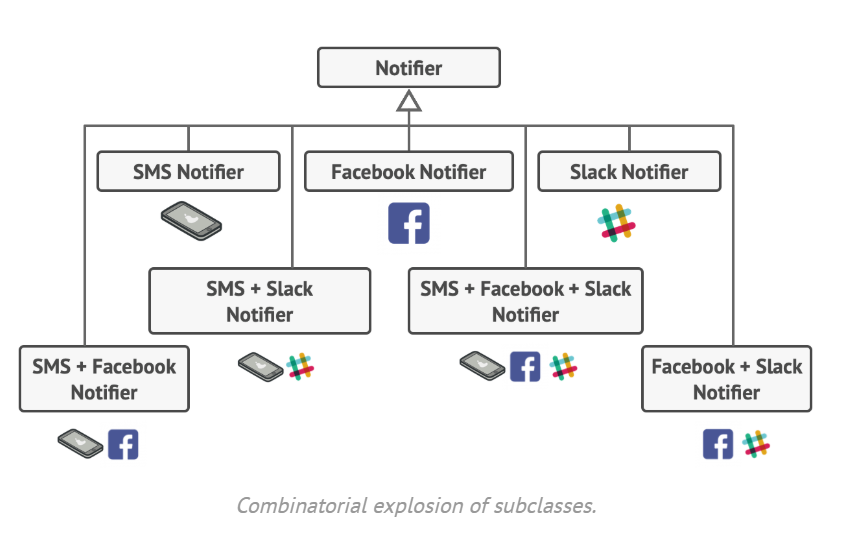 Notifier
SMS Notifier
Facebook Notifier
Slack Notifier
SMS + Slack
Notifier
SMS + Facebook + Slack
Notifier
SMS + Facebook
Notifier
Facebook + Slack
Notifier
Combinatorial explosion of subclasses.